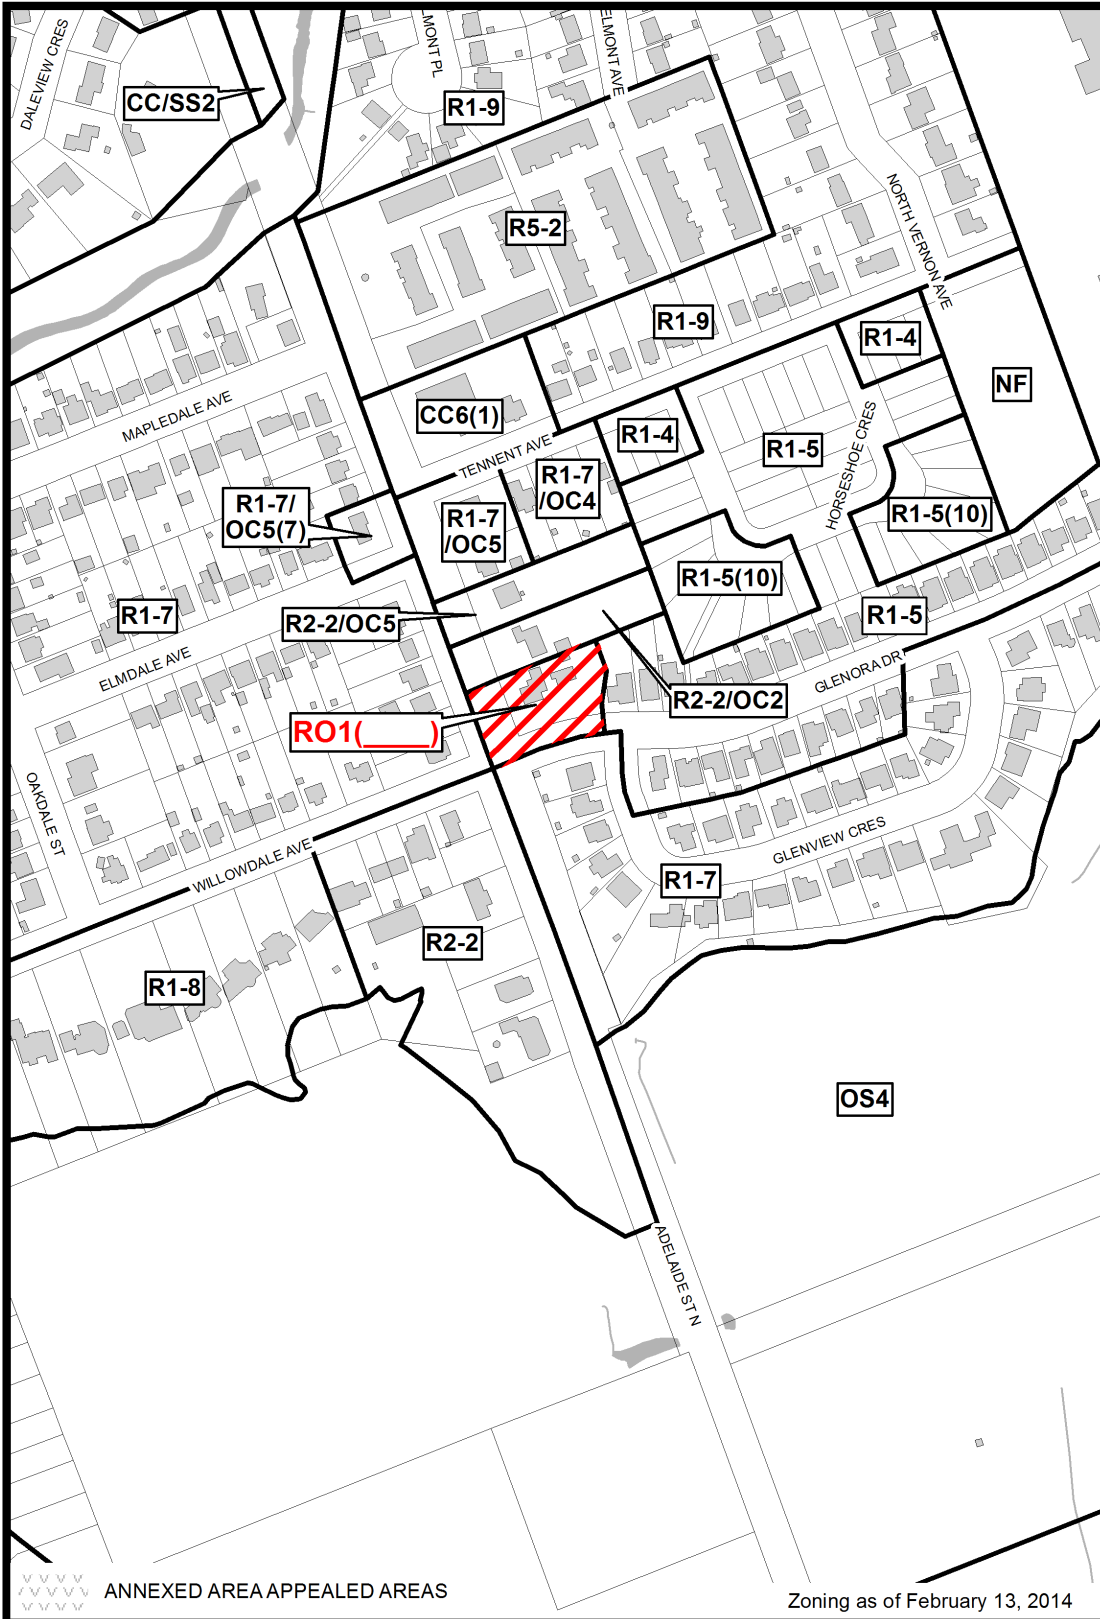 DALEVIEW CRES
LMONT PL
ELMONT AVE
CC/SS2
R1-9
NORTH VERNON AVE
R5-2
R1-9
R1-4
NF
MAPLEDALE AVE
CC6(1)
TENNENT AVE
R1-4
R1-5
HORSESHOE CRES
R1-7/
OC5(7)
R1-7
/OC5
R1-7
/OC4
R1-5(10)
R1-5(10)
R1-7
R2-2/OC5
R1-5
ELMDALE AVE
GLENORA DR
R2-2/OC2
RO1(____)
OAKDALE ST
WILLOWDALE AVE
GLENVIEW CRES
R1-7
R2-2
R1-8
OS4
ADELAIDE ST N
ANNEXED AREA APPEALED AREAS
Zoning as of February 13, 2014